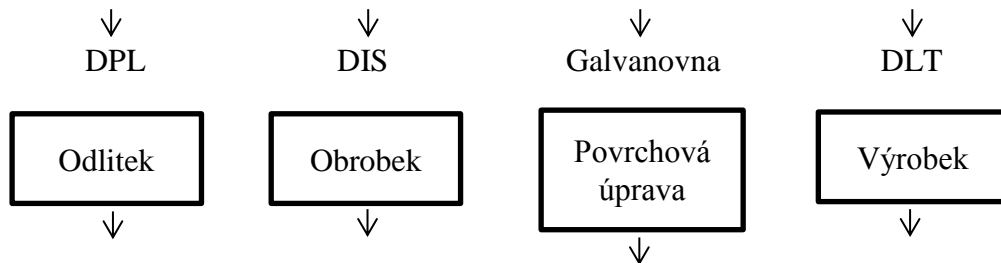 DPL DIS Galvanovna DLT
Odlitek Obrobek Povrchová úprava Výrobek